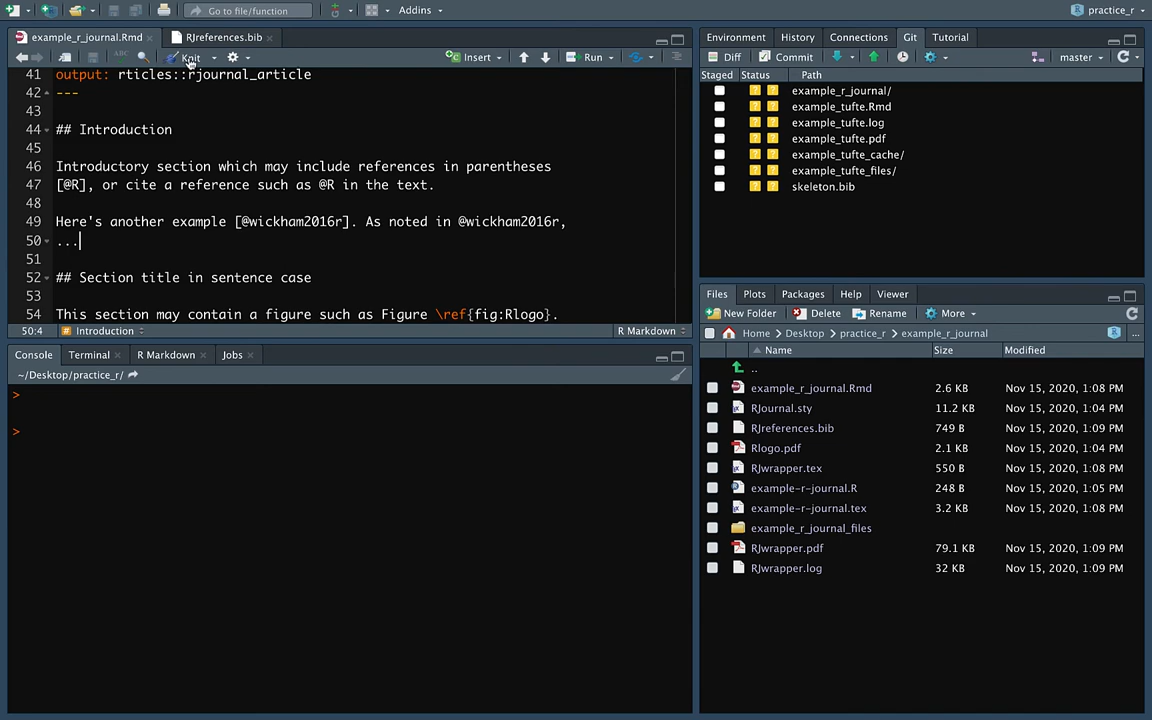 Go to file/function
Addins
practice_r
example_r_journal.Rmd
RJreferences.bib
ABC
Knit
Insert
Run
41 output: rticles::rjournal_article
42 ---
43
44 ## Introduction
45
46 Introductory section which may include references in parentheses
47 [@R], or cite a reference such as @R in the text.
48
49 Here's another example [@wickham2016r]. As noted in @wickham2016r,
50 ...
51
52 ## Section title in sentence case
53
54 This section may contain a figure such as Figure \ref{fig:Rlogo}.
50:4 # Introduction R Markdown
Console Terminal R Markdown Jobs
~/Desktop/practice_r/
>
>
Environment History Connections Git Tutorial
Diff Commit master
Staged Status Path
? ? example_r_journal/
? ? example_tufte.Rmd
? ? example_tufte.log
? ? example_tufte.pdf
? ? example_tufte_cache/
? ? example_tufte_files/
? ? skeleton.bib
Files Plots Packages Help Viewer
New Folder Delete Rename More
Home Desktop practice_r example_r_journal R ...
Name Size Modified
..
example_r_journal.Rmd 2.6 KB Nov 15, 2020, 1:08 PM
RJournal.sty 11.2 KB Nov 15, 2020, 1:04 PM
RJreferences.bib 749 B Nov 15, 2020, 1:09 PM
Rlogo.pdf 2.1 KB Nov 15, 2020, 1:04 PM
RJwrapper.tex 550 B Nov 15, 2020, 1:08 PM
example-r-journal.R 248 B Nov 15, 2020, 1:05 PM
example-r-journal.tex 3.2 KB Nov 15, 2020, 1:08 PM
example_r_journal_files
RJwrapper.pdf 79.1 KB Nov 15, 2020, 1:09 PM
RJwrapper.log 32 KB Nov 15, 2020, 1:09 PM